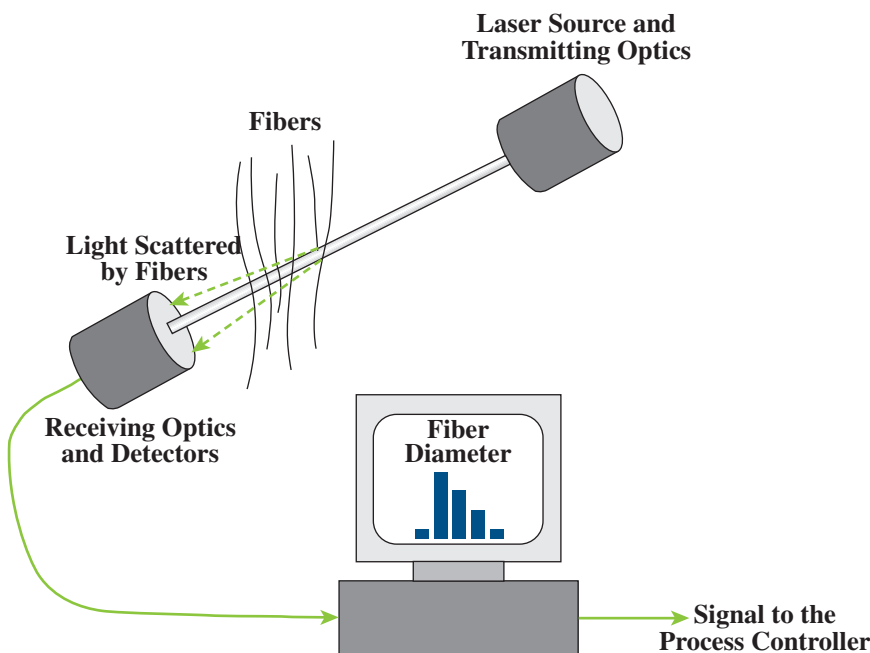 Laser Source and
Transmitting Optics
Fibers
Light Scattered
by Fibers
Receiving Optics
and Detectors
Fiber
Diameter
Signal to the
Process Controller